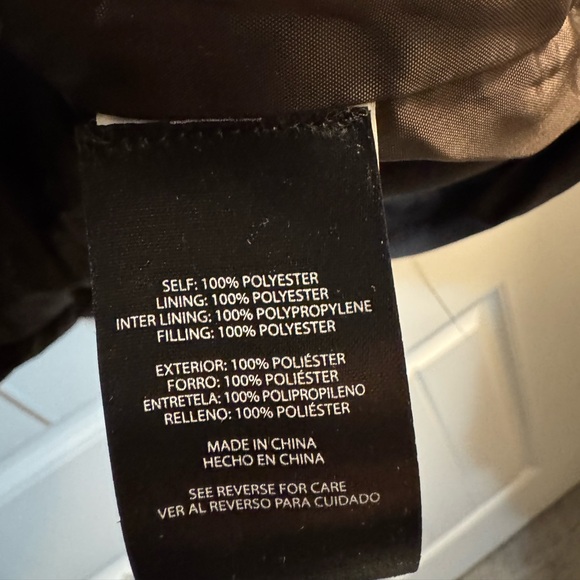 SELF: 100% POLYESTER
LINING: 100% POLYESTER
INTER LINING: 100% POLYPROPYLENE
FILLING: 100% POLYESTER
EXTERIOR: 100% POLIÉSTER
FORRO: 100% POLIÉSTER
ENTRETELA: 100% POLIPROPILENO
RELLENO: 100% POLIÉSTER
MADE IN CHINA
HECHO EN CHINA
SEE REVERSE FOR CARE
VER AL REVERSO PARA CUIDADO